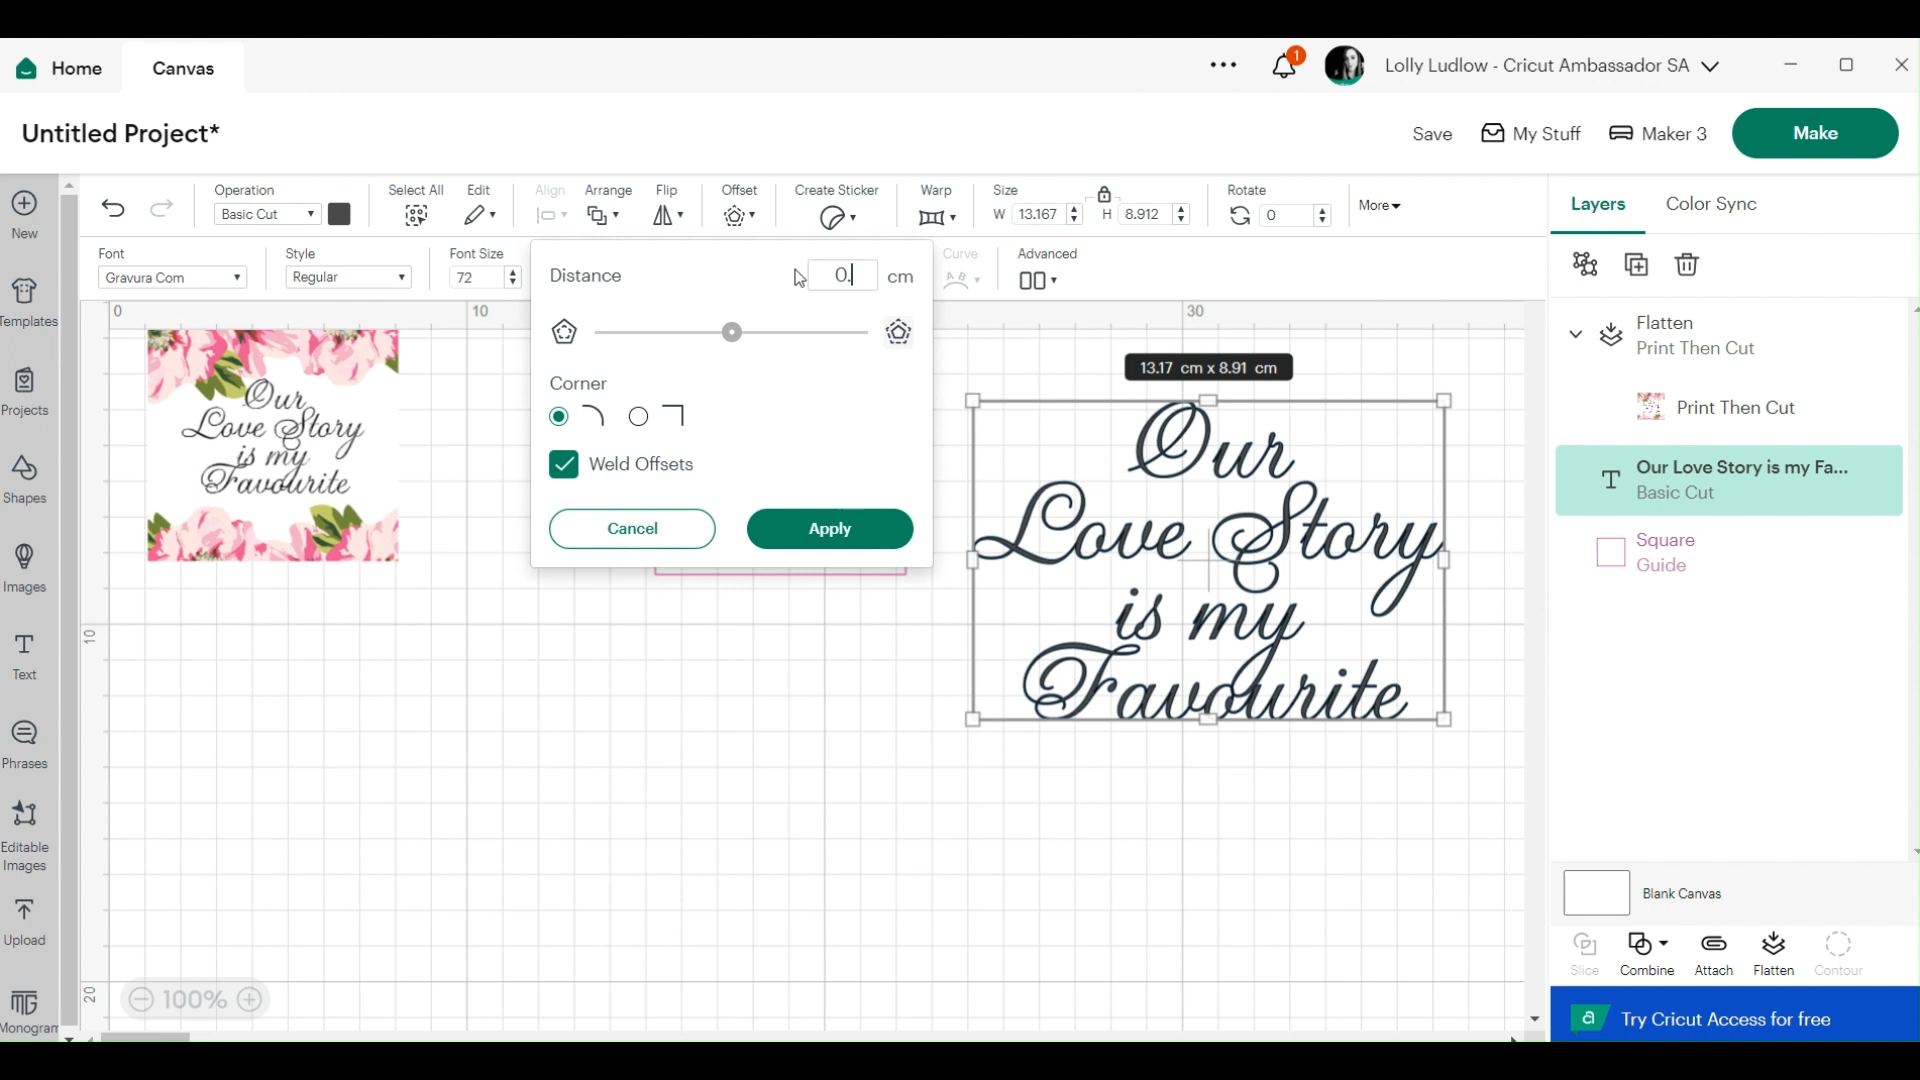 Home
Canvas
1
Lolly Ludlow - Cricut Ambassador SA
Untitled Project*
Save
My Stuff
Maker 3
Make
Operation
Select All
Edit
Align
Arrange
Flip
Offset
Create Sticker
Warp
Size
Rotate
Basic Cut
W 13.167
H 8.912
0
More
Font
Style
Font Size
Curve
Advanced
Gravura Com
Regular
72
New
Templates
Projects
Shapes
Images
Text
Phrases
Editable
Images
Upload
Monogram
0
10
30
10
20
Our
Love Story
is my
Favourite
Distance
0.
cm
Corner
Weld Offsets
Cancel
Apply
13.17 cm x 8.91 cm
Our
Love Story
is my
Favourite
100%
Layers
Color Sync
Flatten
Print Then Cut
Print Then Cut
T
Our Love Story is my Fa...
Basic Cut
Square
Guide
Blank Canvas
Slice
Combine
Attach
Flatten
Contour
a
Try Cricut Access for free